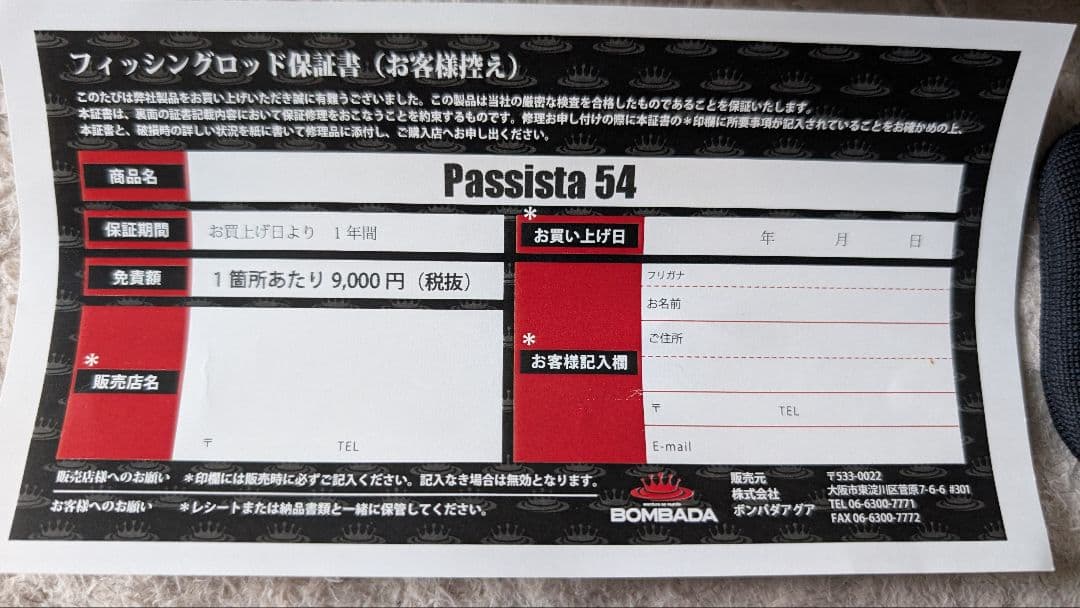 フィッシングロッド保証書（お客様控え）
このたびは弊社製品をお買い上げいただき誠に有難うございました。この製品は当社の厳密な検査を合格したものであることを保証いたします。
本証書は、裏面の証書記載内容において保証修理をおこなうことを約束するものです。修理お申し付けの際に本証書の＊印欄に所要事項が記入されていることをお確かめの上、
本証書と、破損時の詳しい状況を紙に書いて修理品に添付し、ご購入店へお申し出ください。
商品名
Passista 54
保証期間
お買上げ日より 1年間
＊
お買い上げ日
年 月 日
免責額
1箇所あたり 9,000円（税抜）
＊
販売店名
〒 TEL
＊
お客様記入欄
フリガナ
お名前
ご住所
〒 TEL
E-mail
販売店様へのお願い ＊印欄には販売時に必ずご記入ください。記入なき場合は無効となります。
お客様へのお願い ＊レシートまたは納品書類と一緒に保管してください。
BOMBADA
販売元
株式会社
ボンバダアグア
〒533-0022
大阪市東淀川区菅原7-6-6 #301
TEL 06-6300-7771
FAX 06-6300-7772